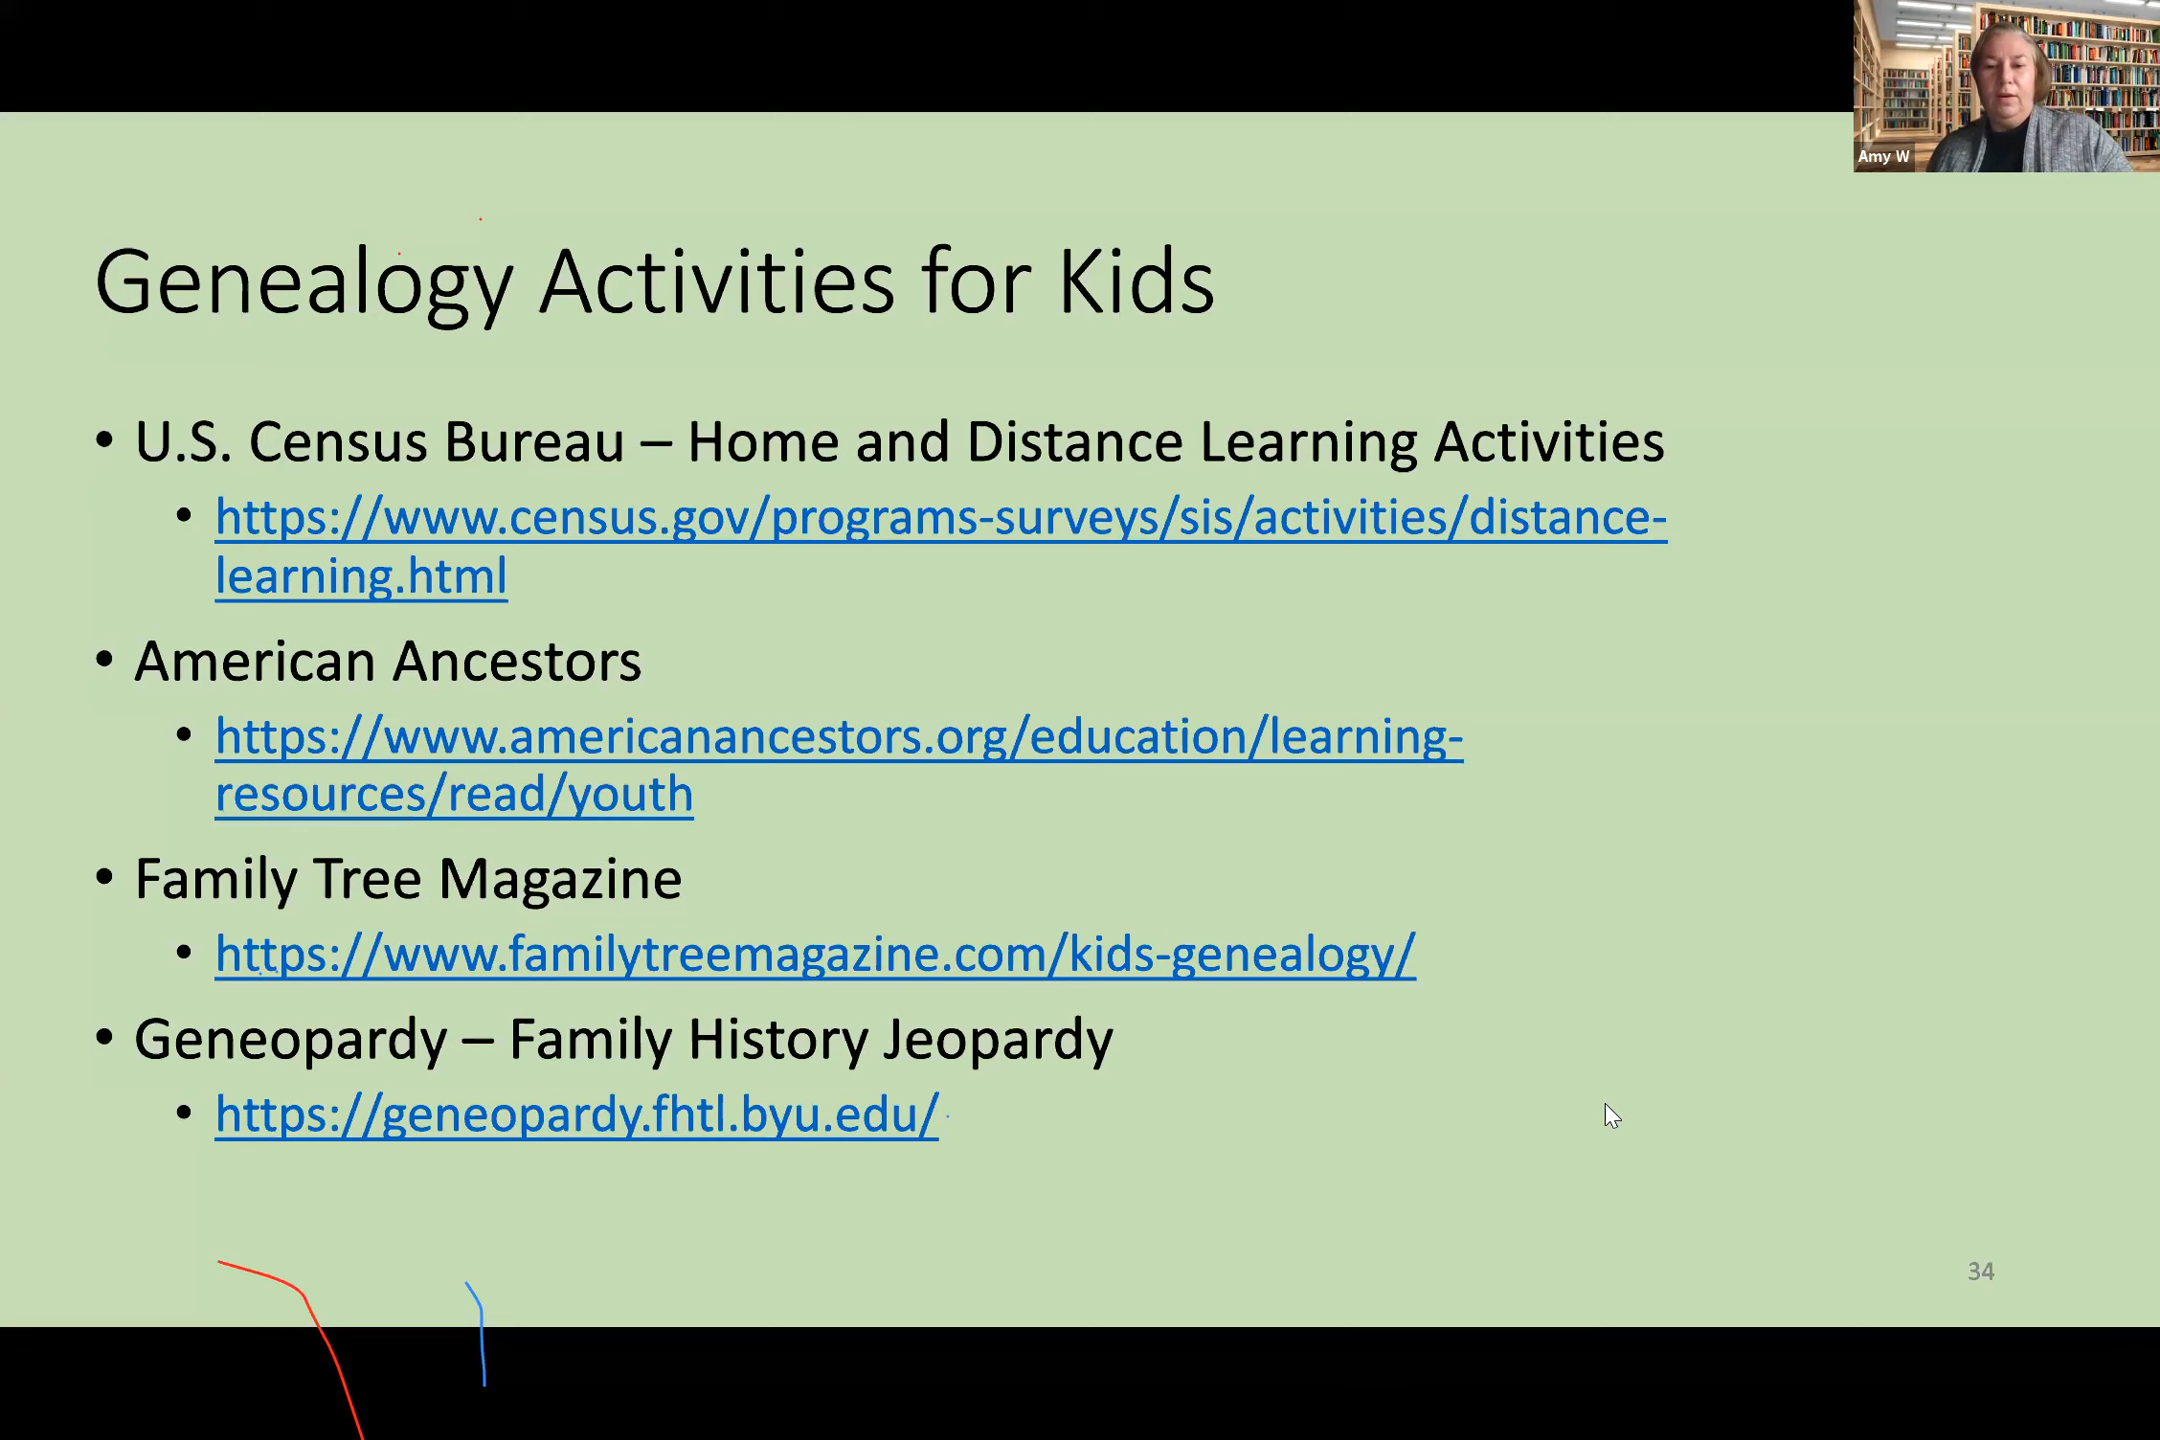 Amy W
Genealogy Activities for Kids
• U.S. Census Bureau – Home and Distance Learning Activities
• https://www.census.gov/programs-surveys/sis/activities/distance-
learning.html
• American Ancestors
• https://www.americanancestors.org/education/learning-
resources/read/youth
• Family Tree Magazine
• https://www.familytreemagazine.com/kids-genealogy/
• Geneopardy – Family History Jeopardy
• https://geneopardy.fhtl.byu.edu/
34